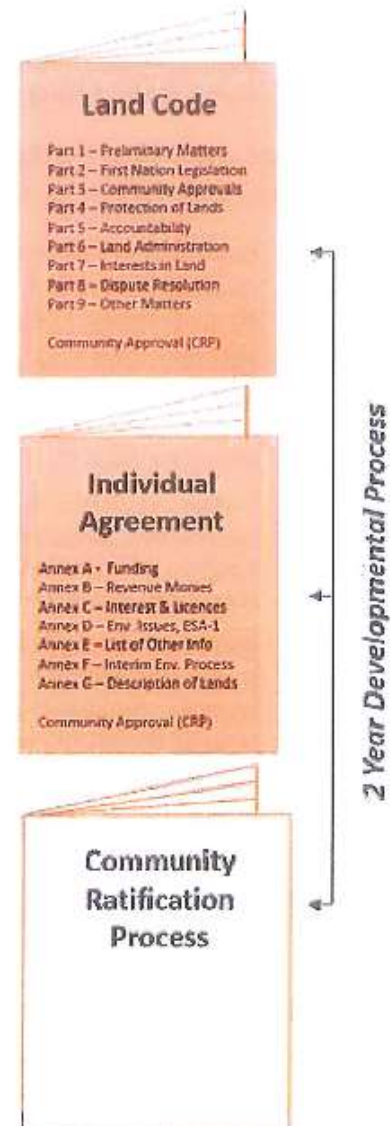 Land Code
Part 1 – Preliminary Matters
Part 2 – First Nation Legislation
Part 3 – Community Approvals
Part 4 – Protection of Lands
Part 5 – Accountability
Part 6 – Land Administration
Part 7 – Interests in Land
Part 8 – Dispute Resolution
Part 9 – Other Matters
Community Approval (CRP)
Individual
Agreement
Annex A - Funding
Annex B – Revenue Monies
Annex C – Interest & Licences
Annex D – Env. Issues, ESA-1
Annex E – List of Other Info
Annex F – Interim Env. Process
Annex G – Description of Lands
Community Approval (CRP)
Community
Ratification
Process
2 Year Developmental Process